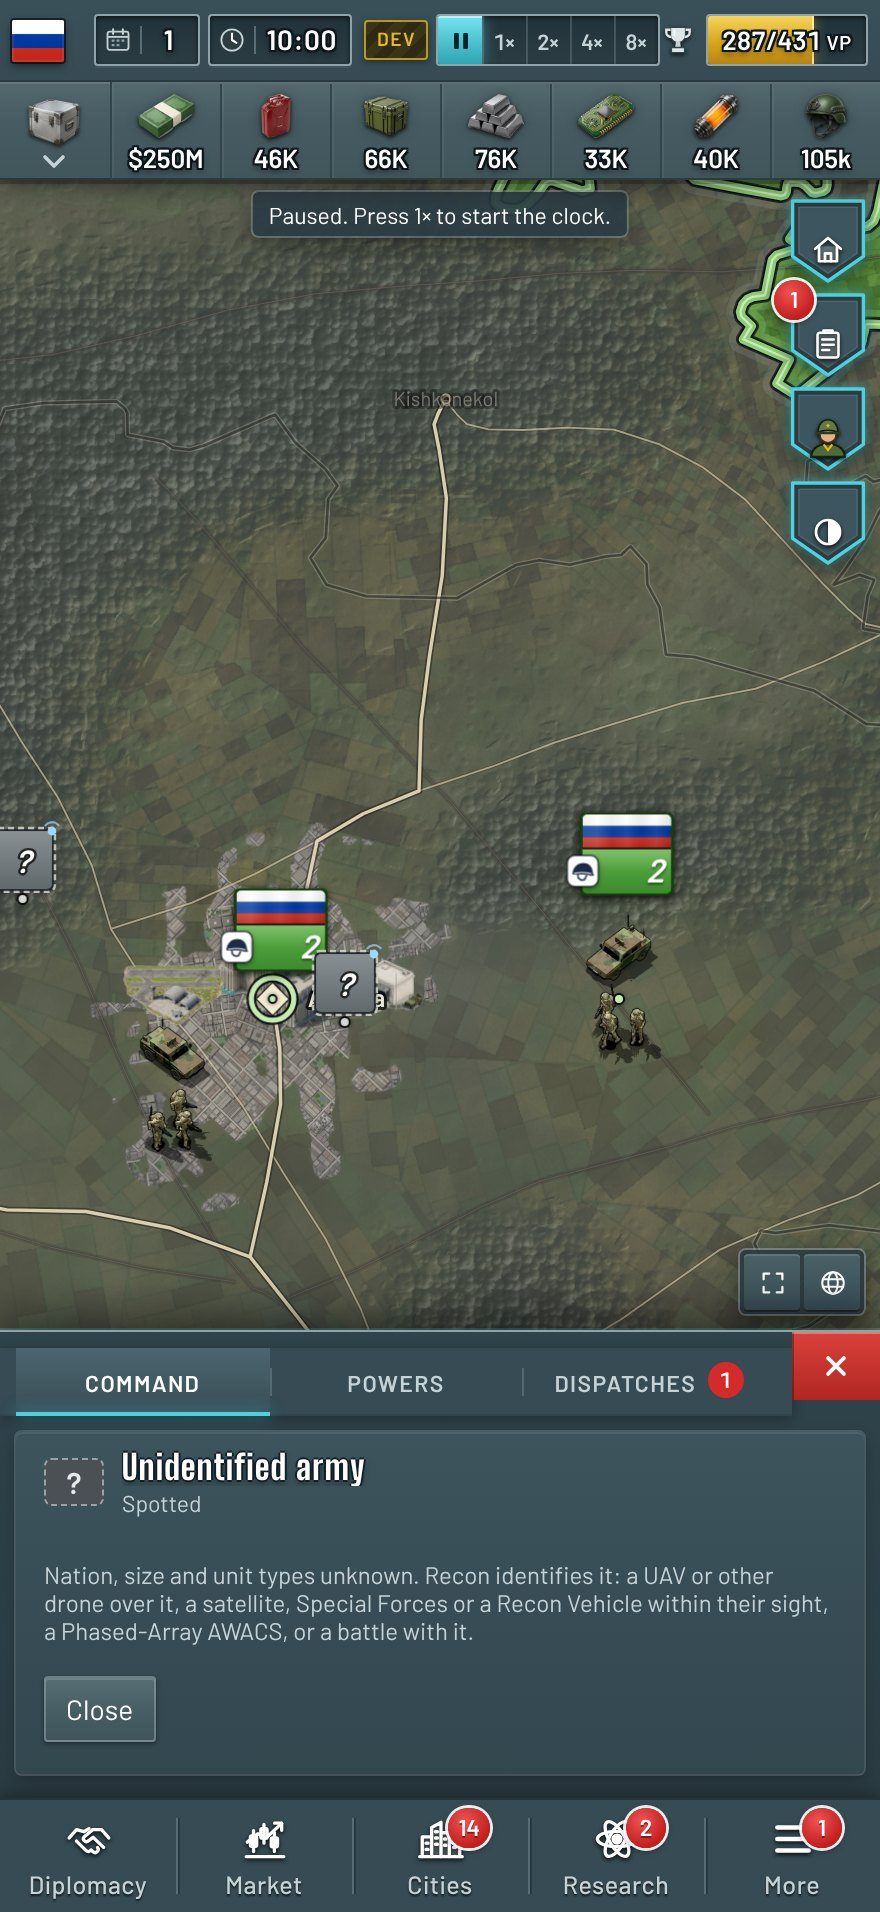 1
10:00
DEV
1×
2×
4×
8×
287/431 VP
$250M
46K
66K
76K
33K
40K
105k
Paused. Press 1× to start the clock.
1
?
2
2
?
COMMAND
POWERS
DISPATCHES
1
?
Unidentified army
Spotted
Nation, size and unit types unknown. Recon identifies it: a UAV or other
drone over it, a satellite, Special Forces or a Recon Vehicle within their sight,
a Phased-Array AWACS, or a battle with it.
Close
Diplomacy
Market
14
Cities
2
Research
1
More